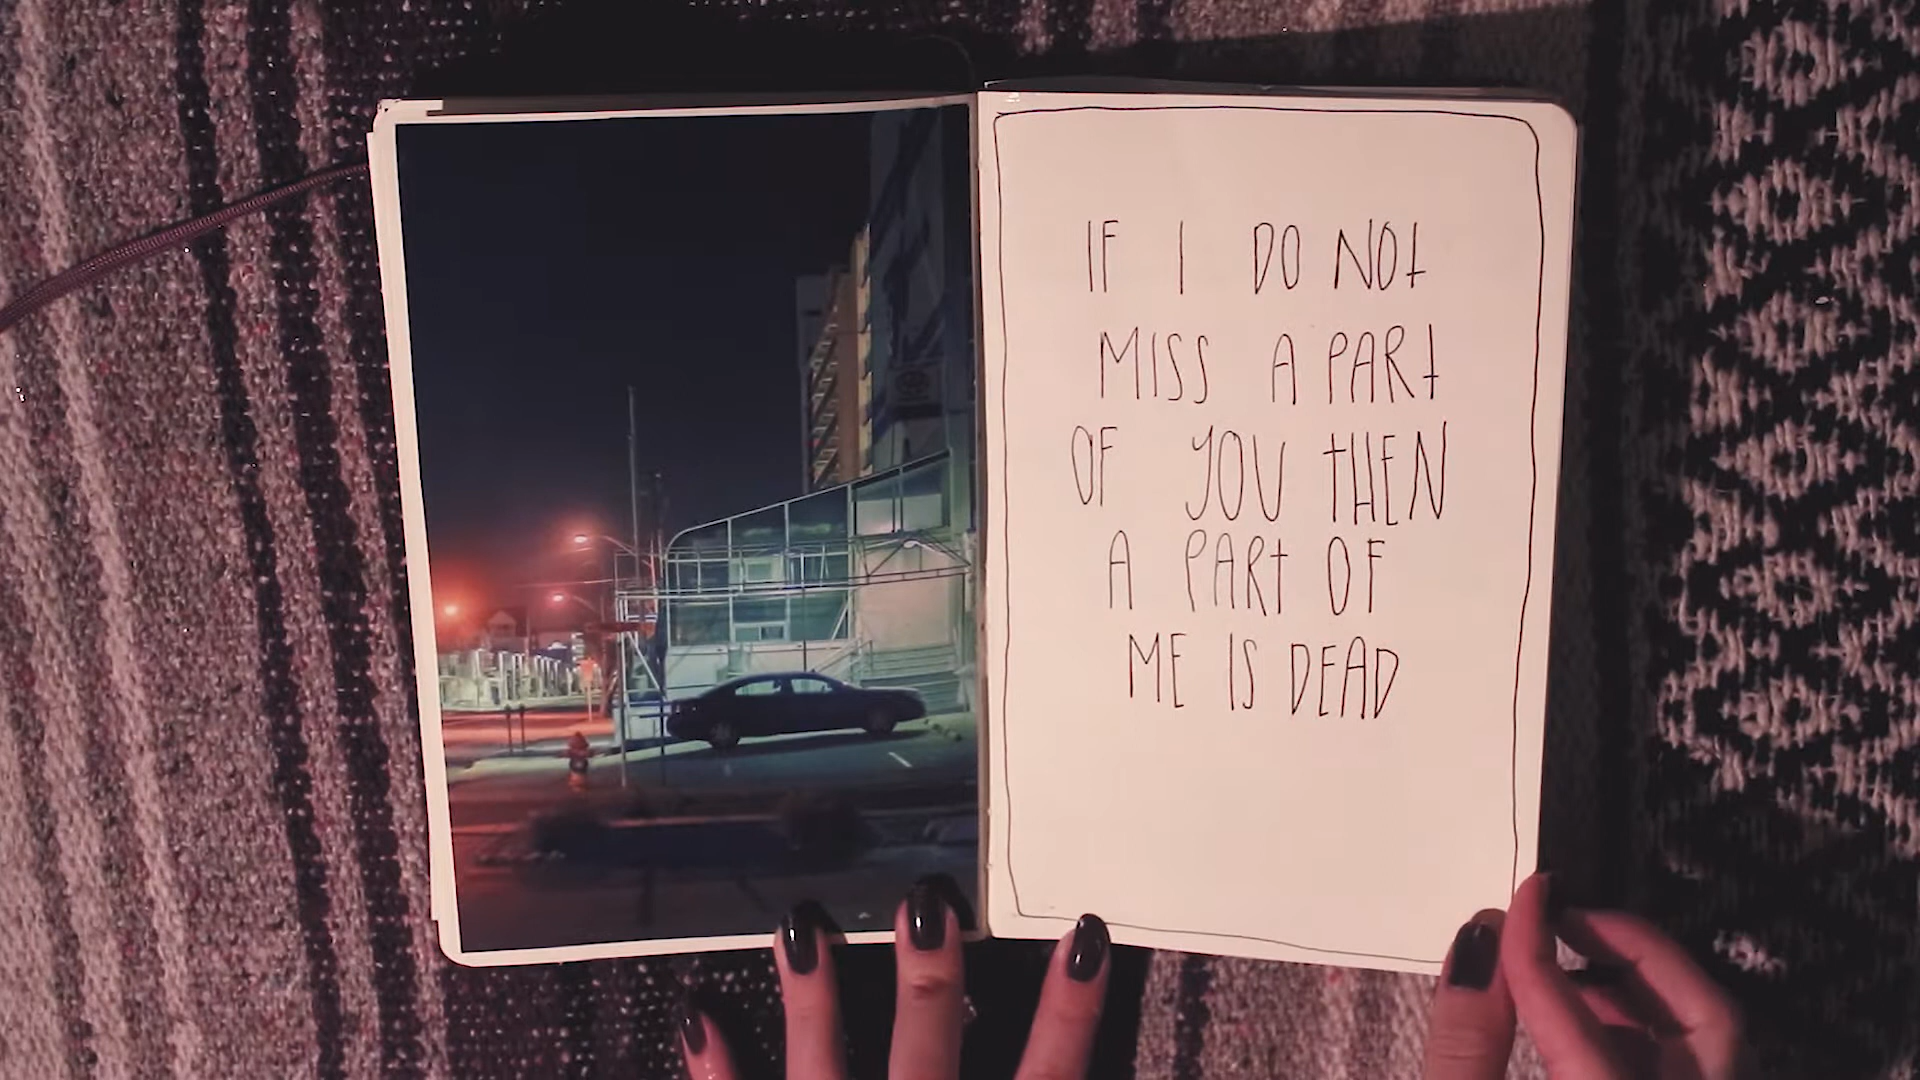 IF I DO NOT
MISS A PART
OF YOU THEN
A PART OF
ME IS DEAD